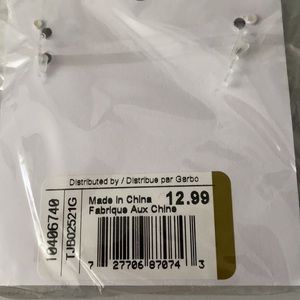 Distributed by / Distribue par Garbo
10406740
TJB02521G
Made in China 12.99
Fabrique Aux Chine
7 27706 87074 3